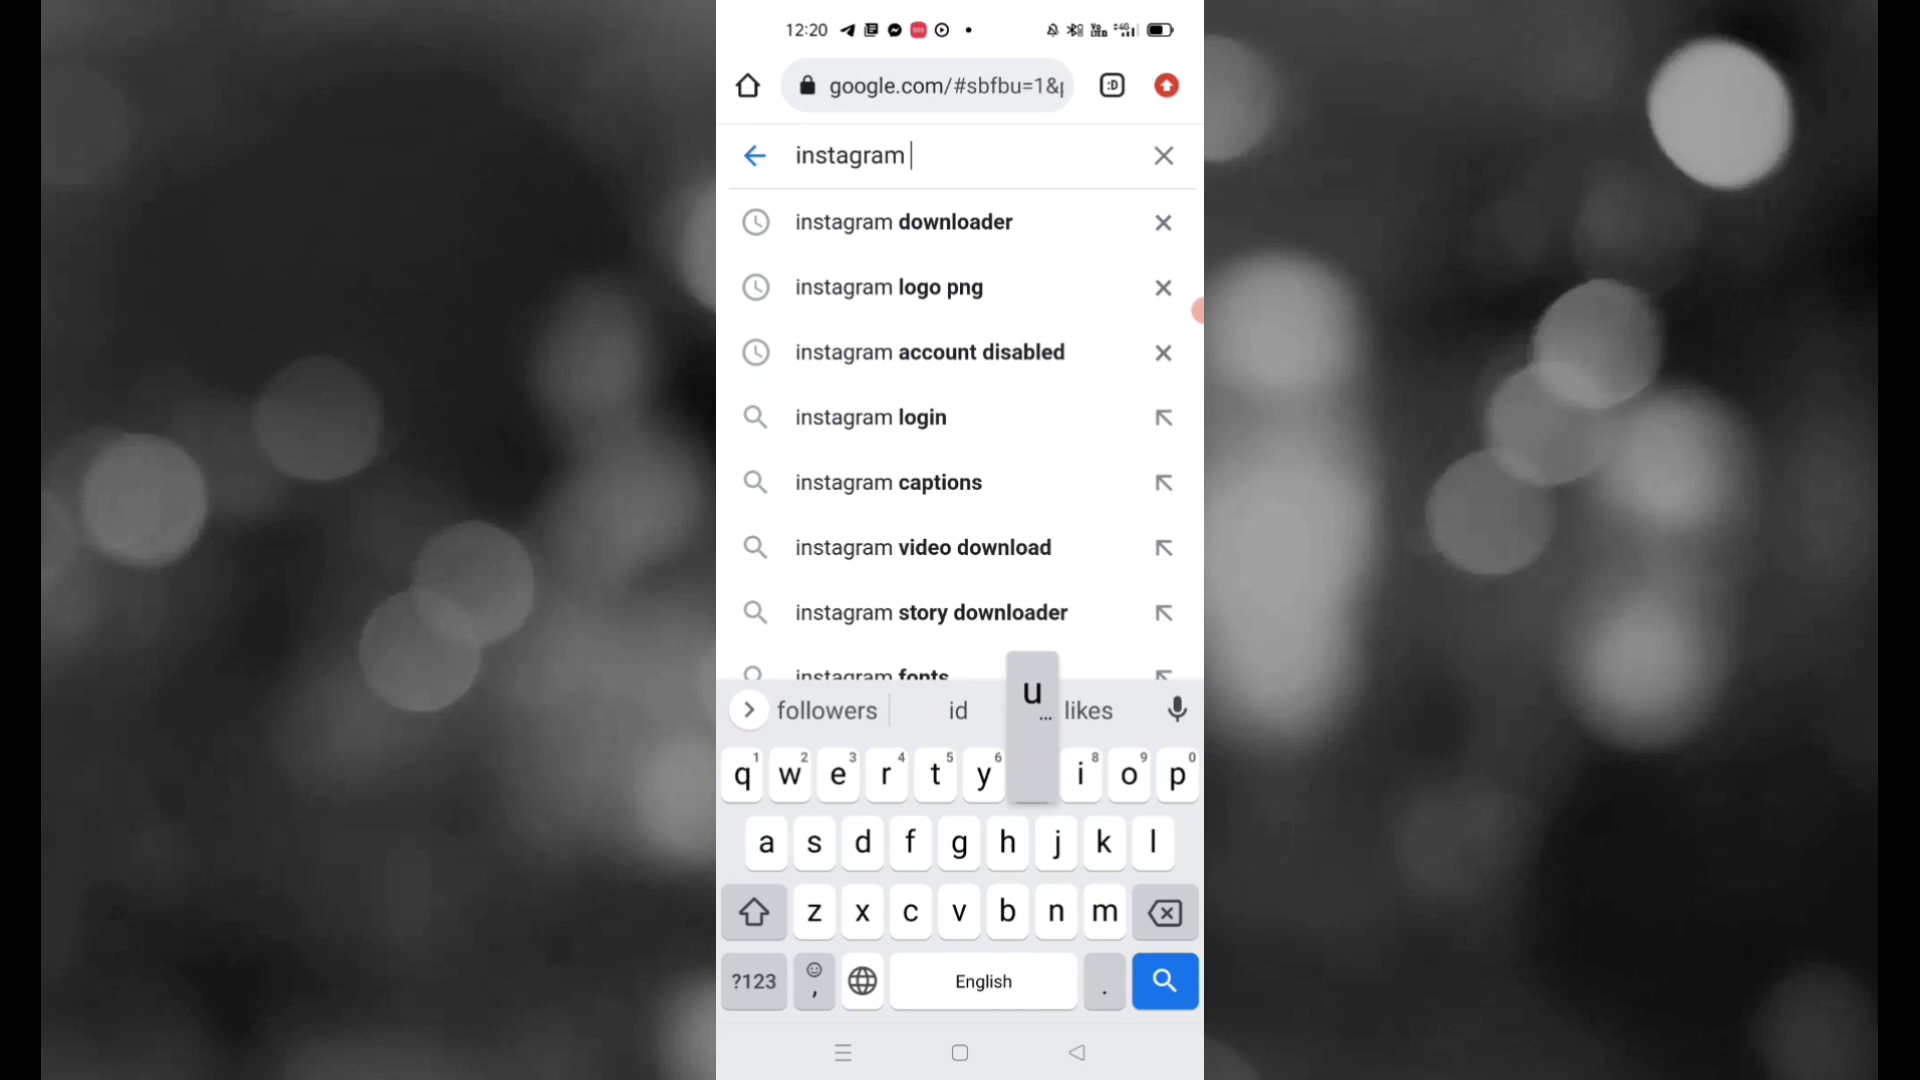 12:20
google.com/#sbfbu=1&
:D
instagram
instagram downloader
instagram logo png
instagram account disabled
instagram login
instagram captions
instagram video download
instagram story downloader
instagram fonts
followers id likes
u
...
q1 w2 e3 r4 t5 y6 i8 o9 p0
a s d f g h j k l
z x c v b n m
?123 , English .